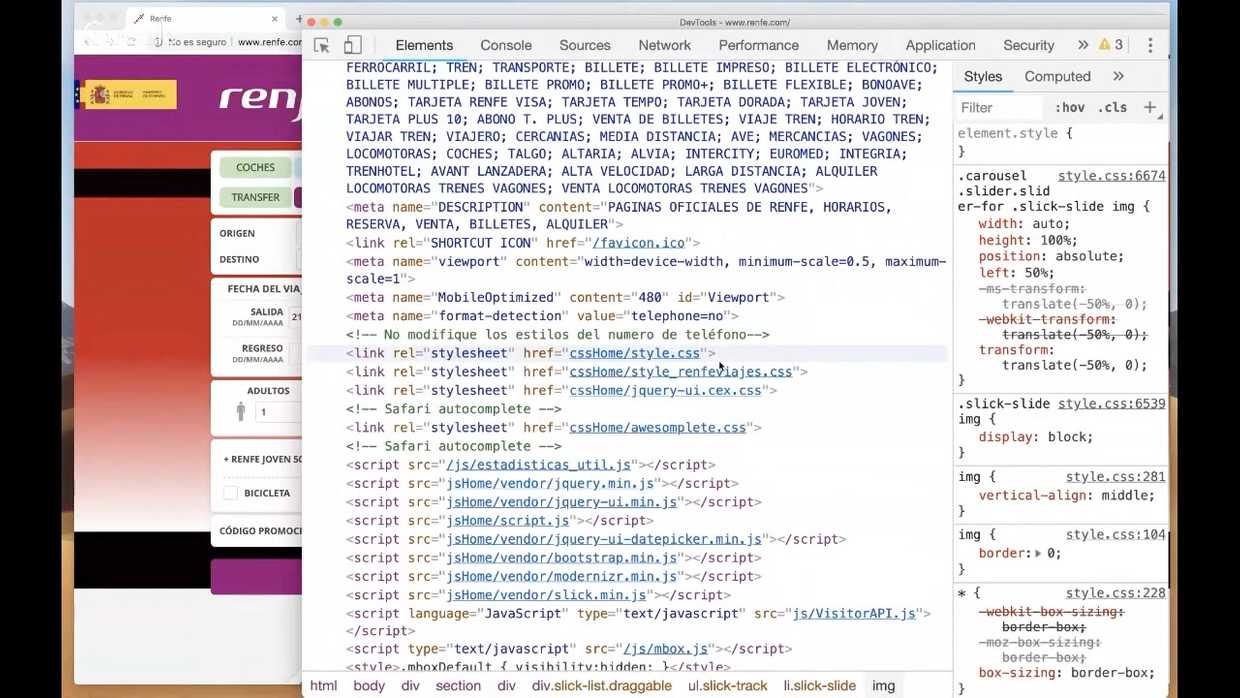 Renfe
DevTools - www.renfe.com/
No es seguro | www.renfe.con
Elements Console Sources Network Performance Memory Application Security » 3
FERROCARRIL; TREN; TRANSPORTE; BILLETE; BILLETE IMPRESO; BILLETE ELECTRÓNICO;
BILLETE MULTIPLE; BILLETE PROMO; BILLETE PROMO+; BILLETE FLEXIBLE; BONOAVE;
ABONOS; TARJETA RENFE VISA; TARJETA TEMPO; TARJETA DORADA; TARJETA JOVEN;
TARJETA PLUS 10; ABONO T. PLUS; VENTA DE BILLETES; VIAJE TREN; HORARIO TREN;
VIAJAR TREN; VIAJERO; CERCANIAS; MEDIA DISTANCIA; AVE; MERCANCIAS; VAGONES;
LOCOMOTORAS; COCHES; TALGO; ALTARIA; ALVIA; INTERCITY; EUROMED; INTEGRIA;
TRENHOTEL; AVANT LANZADERA; ALTA VELOCIDAD; LARGA DISTANCIA; ALQUILER
LOCOMOTORAS TRENES VAGONES; VENTA LOCOMOTORAS TRENES VAGONES">
<meta name="DESCRIPTION" content="PAGINAS OFICIALES DE RENFE, HORARIOS,
RESERVA, VENTA, BILLETES, ALQUILER">
<link rel="SHORTCUT ICON" href="/favicon.ico">
<meta name="viewport" content="width=device-width, minimum-scale=0.5, maximum-
scale=1">
<meta name="MobileOptimized" content="480" id="Viewport">
<meta name="format-detection" value="telephone=no">
<!-- No modifique los estilos del numero de teléfono-->
<link rel="stylesheet" href="cssHome/style.css">
<link rel="stylesheet" href="cssHome/style_renfeviajes.css">
<link rel="stylesheet" href="cssHome/jquery-ui.cex.css">
<!-- Safari autocomplete -->
<link rel="stylesheet" href="cssHome/awesomplete.css">
<!-- Safari autocomplete -->
<script src="/js/estadisticas_util.js"></script>
<script src="jsHome/vendor/jquery.min.js"></script>
<script src="jsHome/vendor/jquery-ui.min.js"></script>
<script src="jsHome/script.js"></script>
<script src="jsHome/vendor/jquery-ui-datepicker.min.js"></script>
<script src="jsHome/vendor/bootstrap.min.js"></script>
<script src="jsHome/vendor/modernizr.min.js"></script>
<script src="jsHome/vendor/slick.min.js"></script>
<script language="JavaScript" type="text/javascript" src="js/VisitorAPI.js">
</script>
<script type="text/javascript" src="/js/mbox.js"></script>
<style>.mboxDefault { visibility:hidden; }</style>
html body div section div div.slick-list.draggable ul.slick-track li.slick-slide img
Styles Computed »
Filter :hov .cls +
element.style {
}
.carousel style.css:6674
.slider.slid
er-for .slick-slide img {
width: auto;
height: 100%;
position: absolute;
left: 50%;
-ms-transform:
translate(-50%, 0);
-webkit-transform:
translate(-50%, 0);
transform:
translate(-50%, 0);
}
.slick-slide style.css:6539
img {
display: block;
}
img { style.css:281
vertical-align: middle;
}
img { style.css:104
border: 0;
}
* { style.css:228
-webkit-box-sizing:
border-box;
-moz-box-sizing:
border-box;
box-sizing: border-box;
}
renf
COCHES
TRANSFER
ORIGEN
DESTINO
FECHA DEL VIAJ
SALIDA 21
DD/MM/AAAA
REGRESO
DD/MM/AAAA
ADULTOS
1
+ RENFE JOVEN 50
BICICLETA
CÓDIGO PROMOCI